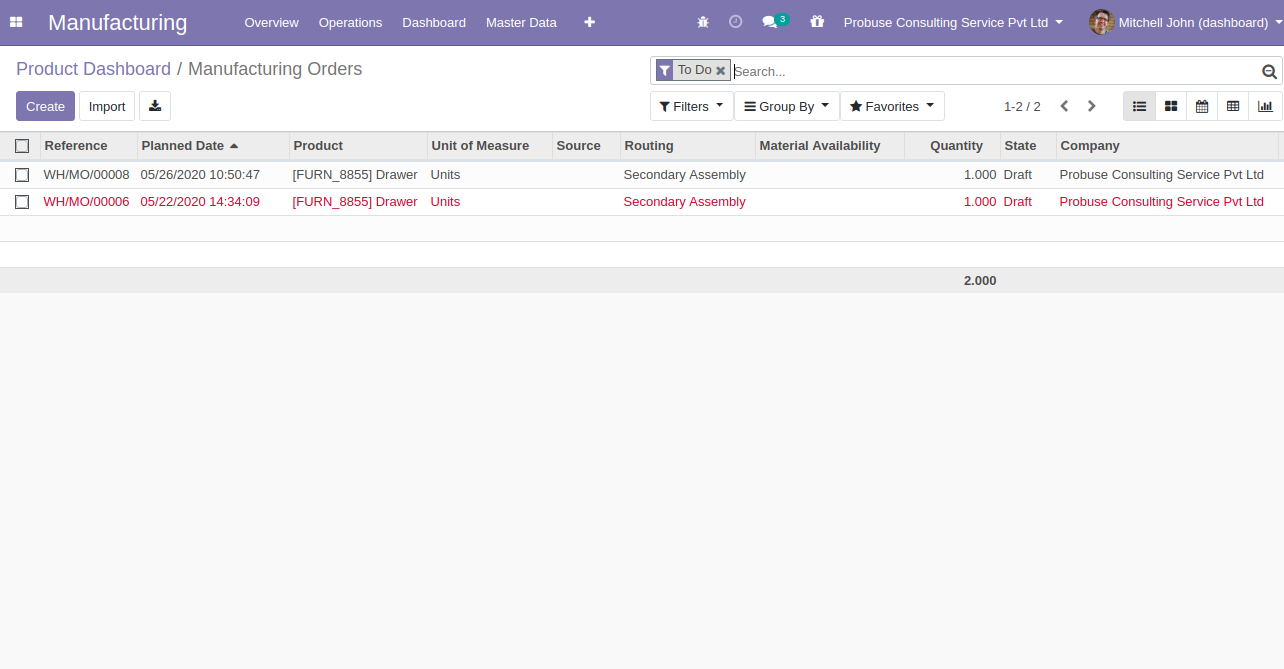 Manufacturing Overview Operations Dashboard Master Data 3 Probuse Consulting Service Pvt Ltd Mitchell John (dashboard)
Product Dashboard / Manufacturing Orders To Do Search...
Create Import Filters Group By Favorites 1-2 / 2
Reference Planned Date Product Unit of Measure Source Routing Material Availability Quantity State Company
WH/MO/00008 05/26/2020 10:50:47 [FURN_8855] Drawer Units Secondary Assembly 1.000 Draft Probuse Consulting Service Pvt Ltd
WH/MO/00006 05/22/2020 14:34:09 [FURN_8855] Drawer Units Secondary Assembly 1.000 Draft Probuse Consulting Service Pvt Ltd
2.000